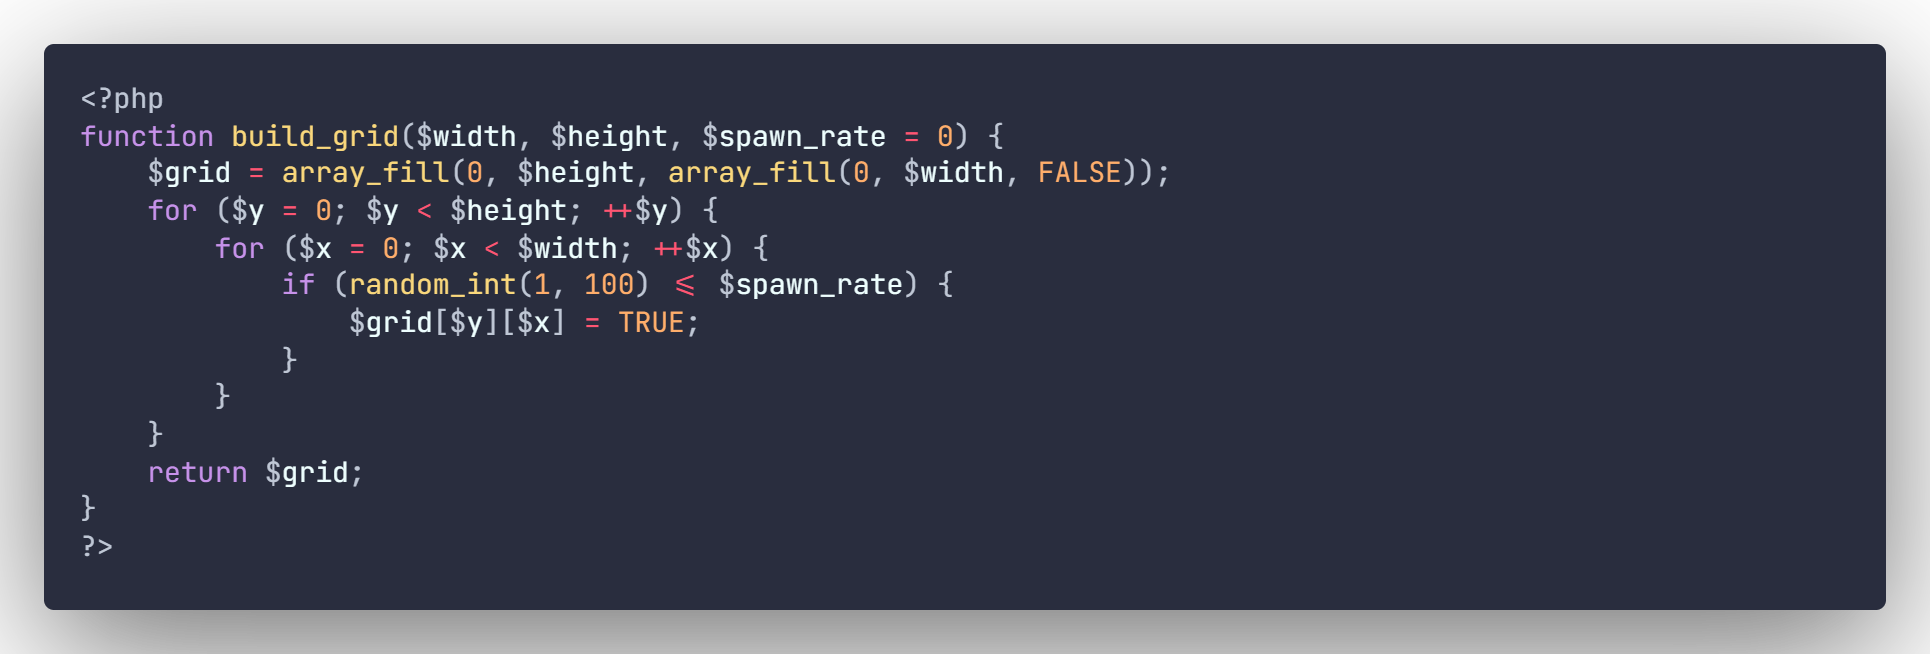 <?php
function build_grid($width, $height, $spawn_rate = 0) {
    $grid = array_fill(0, $height, array_fill(0, $width, FALSE));
    for ($y = 0; $y < $height; ++$y) {
        for ($x = 0; $x < $width; ++$x) {
            if (random_int(1, 100) <= $spawn_rate) {
                $grid[$y][$x] = TRUE;
            }
        }
    }
    return $grid;
}
?>